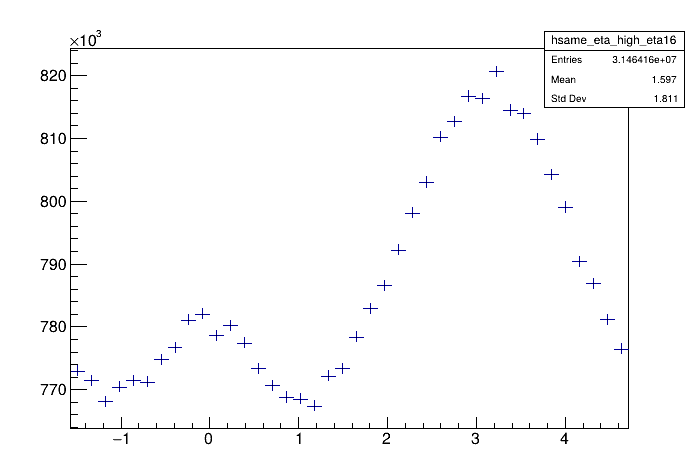 ×10³
hsame_eta_high_eta16
Entries 3.146416e+07
Mean 1.597
Std Dev 1.811
820
810
800
790
780
770
−1 0 1 2 3 4